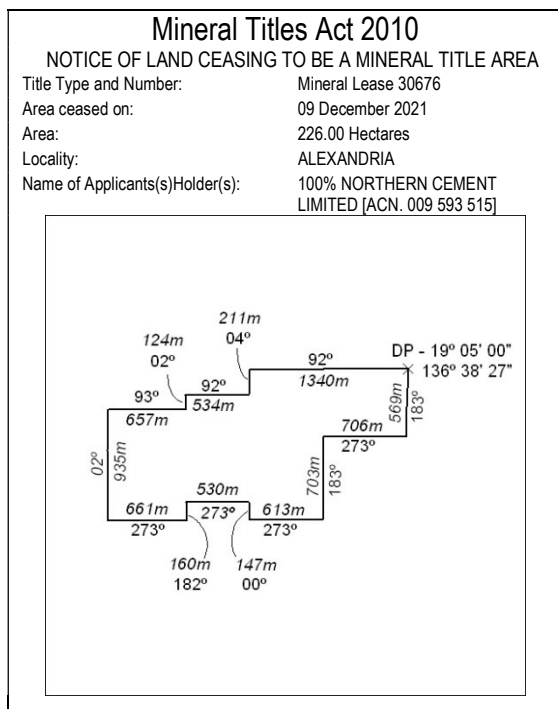 Mineral Titles Act 2010
NOTICE OF LAND CEASING TO BE A MINERAL TITLE AREA
Title Type and Number: Mineral Lease 30676
Area ceased on: 09 December 2021
Area: 226.00 Hectares
Locality: ALEXANDRIA
Name of Applicants(s)Holder(s): 100% NORTHERN CEMENT
LIMITED [ACN. 009 593 515]
211m
04º
124m
02º
92º
1340m
DP - 19º 05' 00"
136º 38' 27"
93º
657m
92º
534m
569m
183º
706m
273º
02º
935m
703m
183º
530m
273º
661m
273º
613m
273º
160m
182º
147m
00º